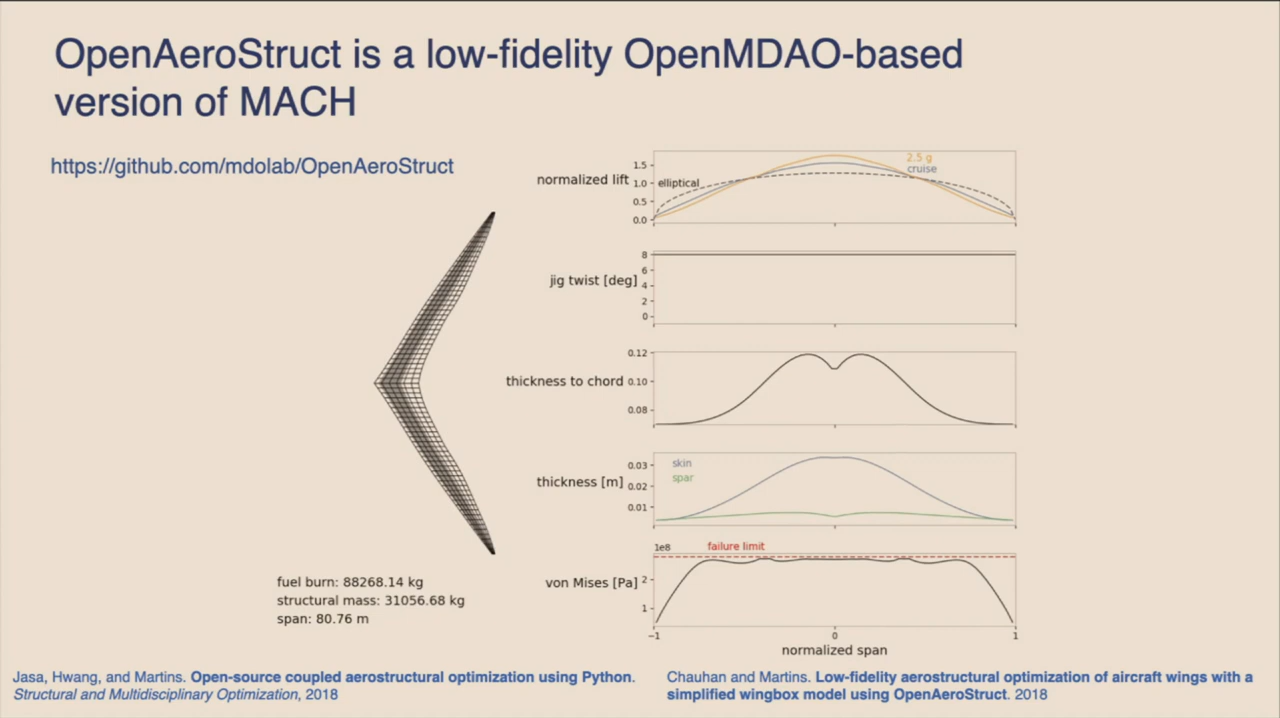 OpenAeroStruct is a low-fidelity OpenMDAO-based
version of MACH
https://github.com/mdolab/OpenAeroStruct
normalized lift
1.5
1.0
0.5
0.0
elliptical
2.5 g
cruise
jig twist [deg]
8
6
4
2
0
thickness to chord
0.12
0.10
0.08
thickness [m]
0.03
0.02
0.01
skin
spar
1e8
failure limit
von Mises [Pa]
2
1
−1
0
1
normalized span
fuel burn: 88268.14 kg
structural mass: 31056.68 kg
span: 80.76 m
Jasa, Hwang, and Martins. Open-source coupled aerostructural optimization using Python.
Structural and Multidisciplinary Optimization, 2018
Chauhan and Martins. Low-fidelity aerostructural optimization of aircraft wings with a
simplified wingbox model using OpenAeroStruct. 2018